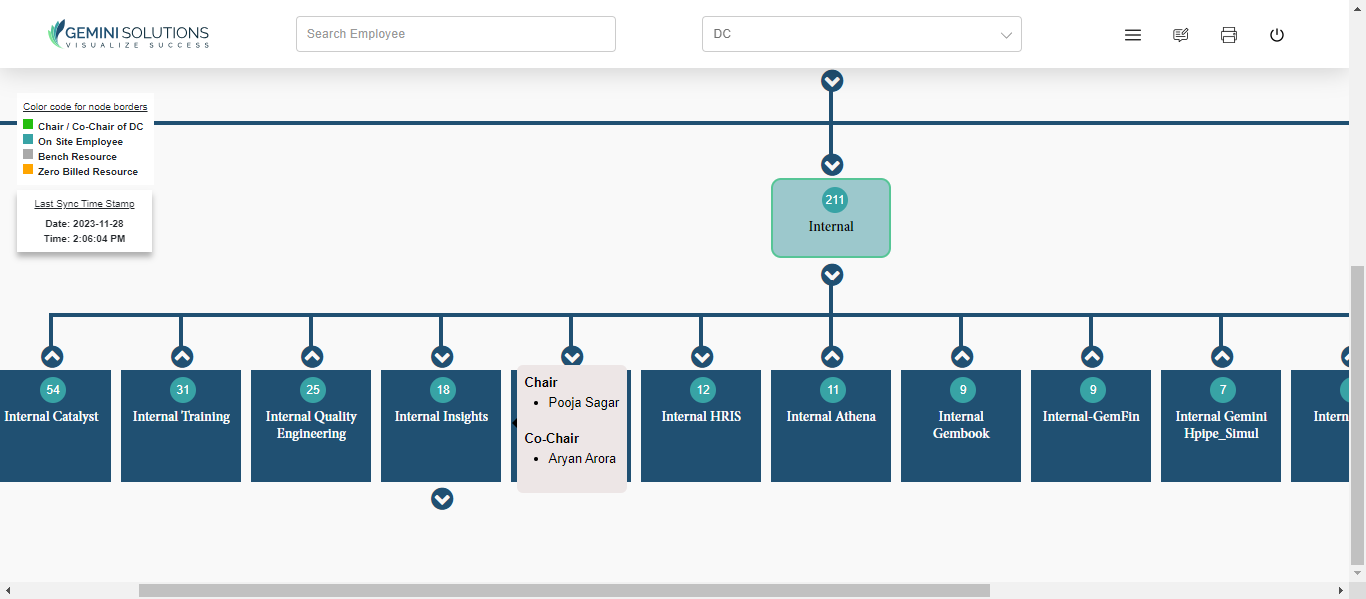 GEMINI SOLUTIONS
VISUALIZE SUCCESS
Search Employee
DC
Color code for node borders
Chair / Co-Chair of DC
On Site Employee
Bench Resource
Zero Billed Resource
Last Sync Time Stamp
Date: 2023-11-28
Time: 2:06:04 PM
211
Internal
54
Internal Catalyst
31
Internal Training
25
Internal Quality
Engineering
18
Internal Insights
Chair
Pooja Sagar
Co-Chair
Aryan Arora
12
Internal HRIS
11
Internal Athena
9
Internal
Gembook
9
Internal-GemFin
7
Internal Gemini
Hpipe_Simul
Intern